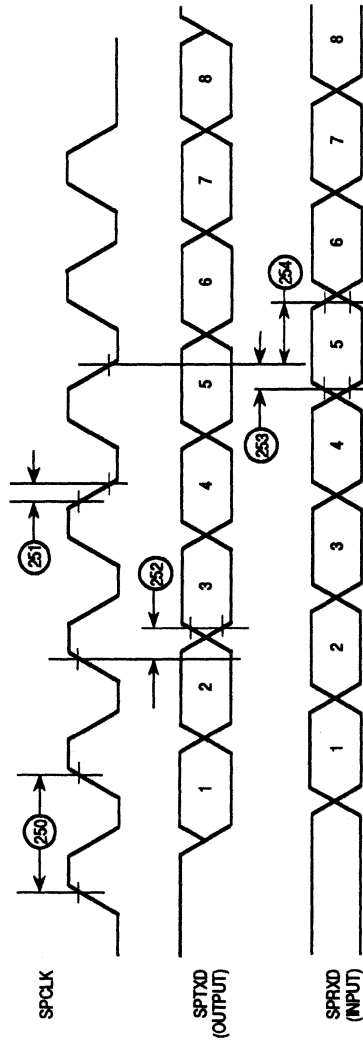 SPCLK
250
251
SPTXD
(OUTPUT)
1 2 3 4 5 6 7 8
252
253
254
SPRXD
(INPUT)
1 2 3 4 5 6 7 8